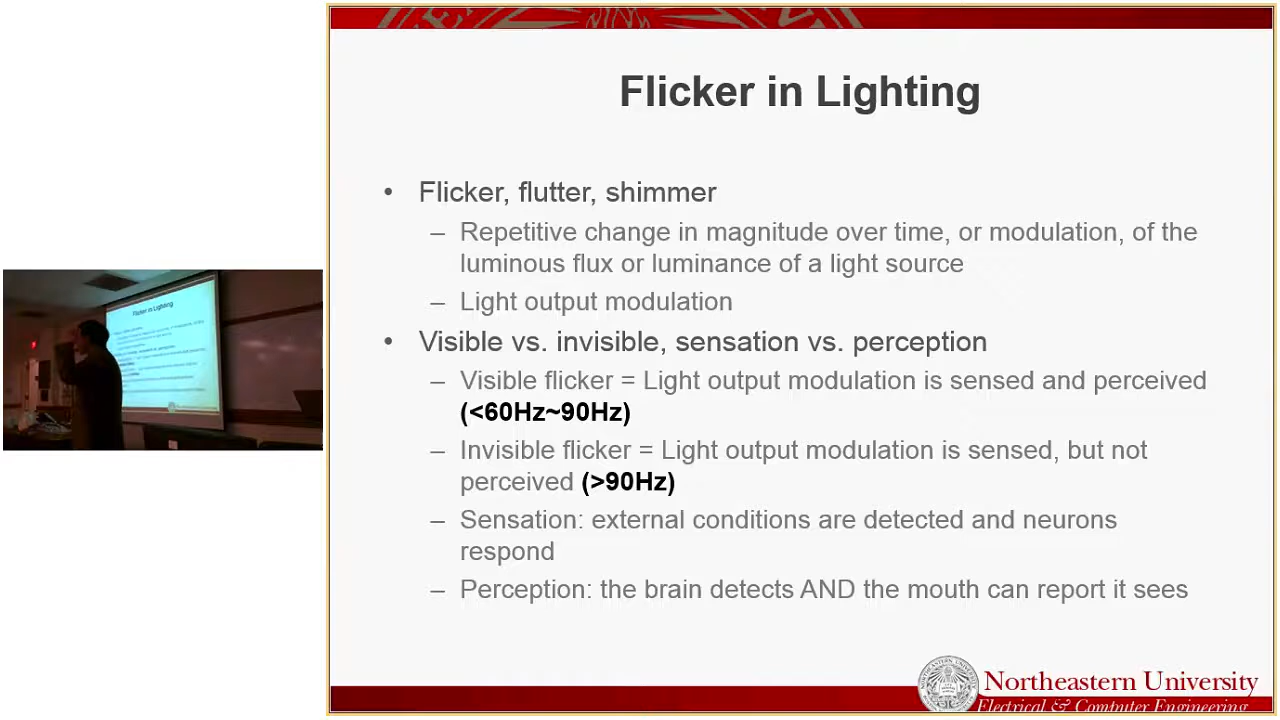 Flicker in Lighting
• Flicker, flutter, shimmer
– Repetitive change in magnitude over time, or modulation, of the
luminous flux or luminance of a light source
– Light output modulation
• Visible vs. invisible, sensation vs. perception
– Visible flicker = Light output modulation is sensed and perceived
(<60Hz~90Hz)
– Invisible flicker = Light output modulation is sensed, but not
perceived (>90Hz)
– Sensation: external conditions are detected and neurons
respond
– Perception: the brain detects AND the mouth can report it sees
Northeastern University
Electrical & Computer Engineering
Flicker in Lighting